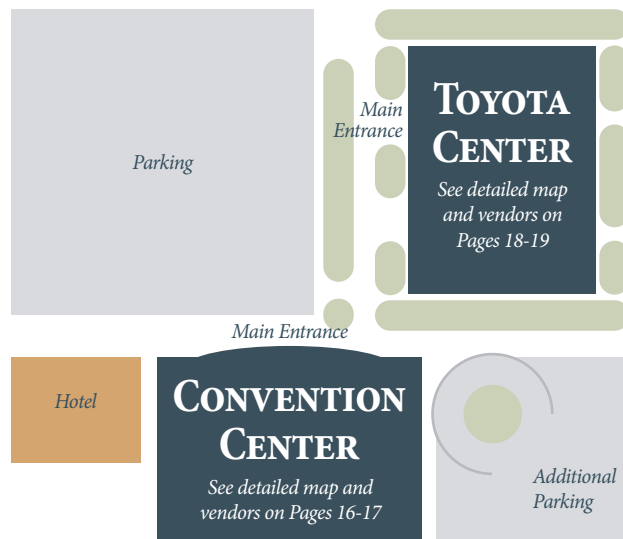 Main
Entrance
TOYOTA
CENTER
See detailed map
and vendors on
Pages 18-19
Parking
Main Entrance
Hotel
CONVENTION
CENTER
See detailed map and
vendors on Pages 16-17
Additional
Parking